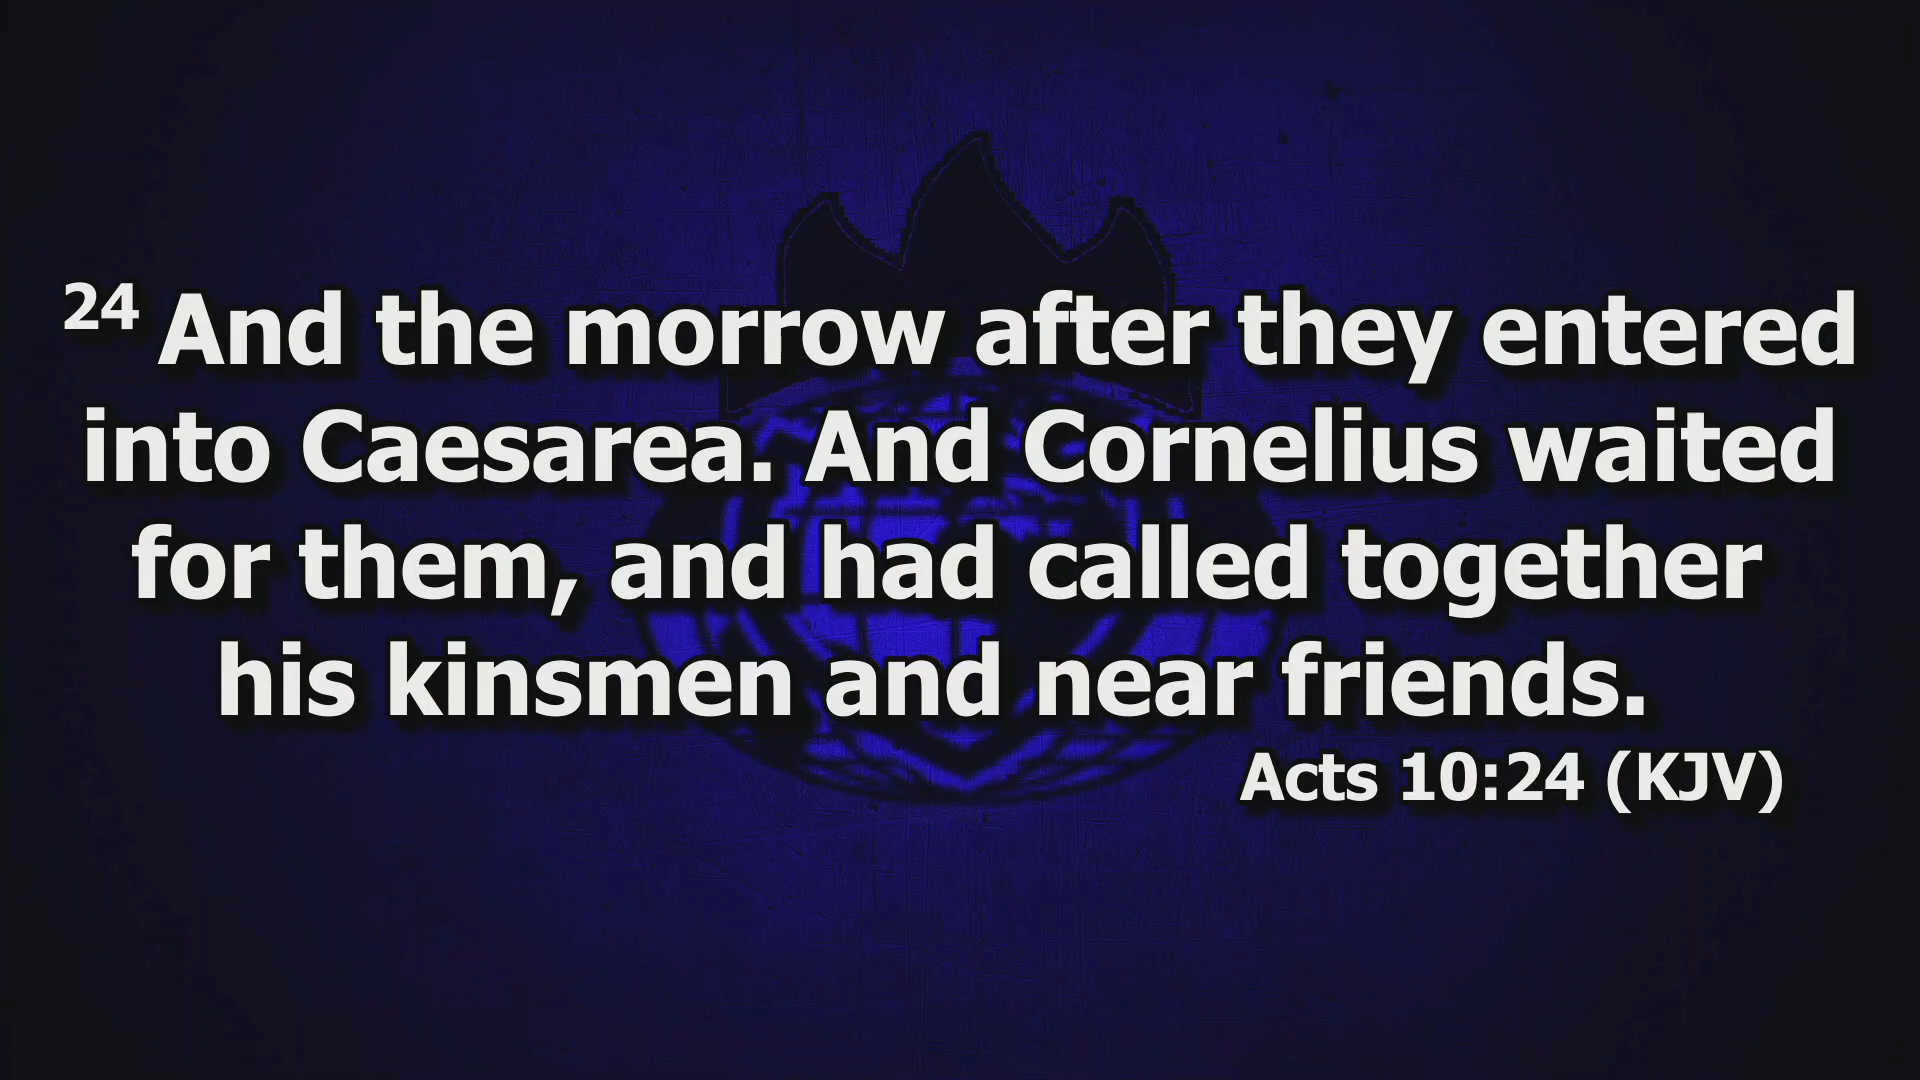 24 And the morrow after they entered
into Caesarea. And Cornelius waited
for them, and had called together
his kinsmen and near friends.
Acts 10:24 (KJV)